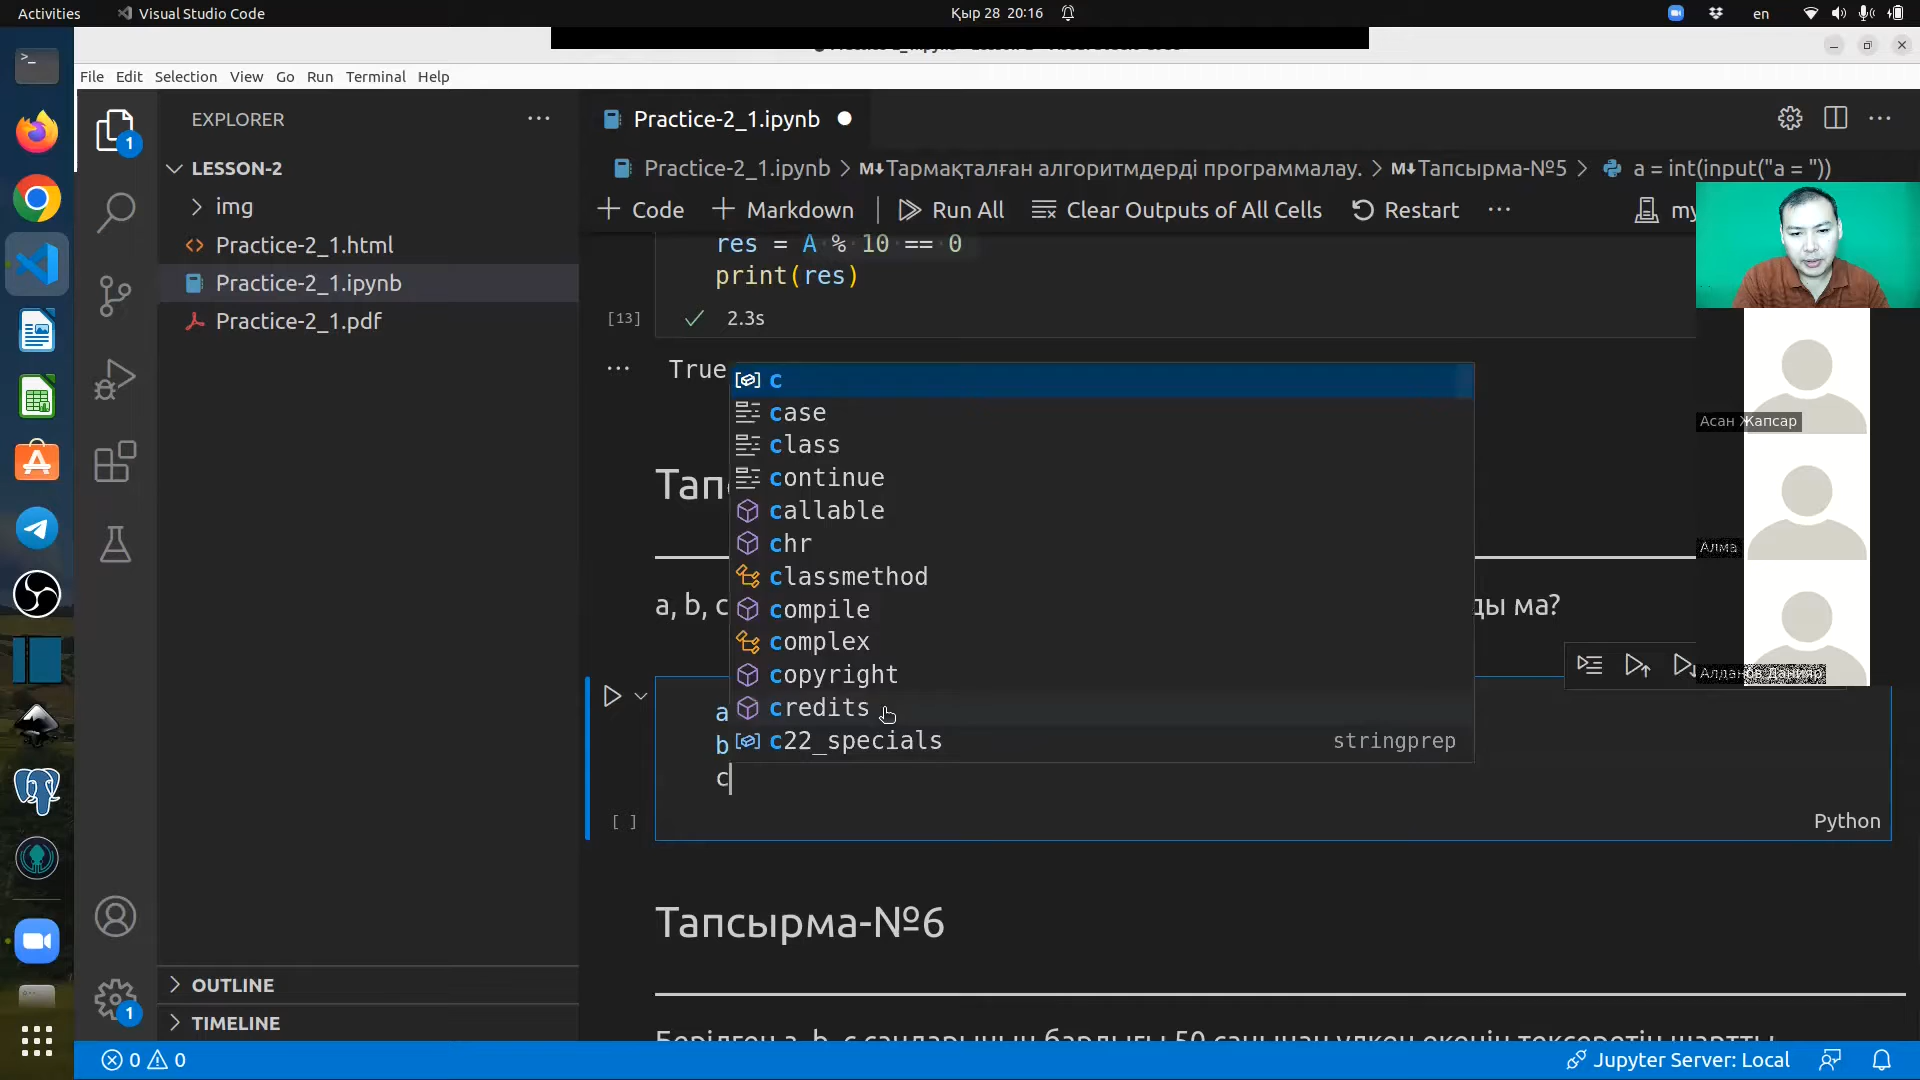 Activities
Visual Studio Code
Қыр 28 20:16
en
File Edit Selection View Go Run Terminal Help
EXPLORER
LESSON-2
img
Practice-2_1.html
Practice-2_1.ipynb
Practice-2_1.pdf
OUTLINE
TIMELINE
1
1
Practice-2_1.ipynb
Practice-2_1.ipynb > Тармақталған алгоритмдерді программалау. > Тапсырма-№5 > a = int(input("a = "))
+ Code + Markdown Run All Clear Outputs of All Cells Restart
res = A % 10 == 0
print(res)
[13]
2.3s
True
c
case
class
continue
callable
chr
classmethod
compile
complex
copyright
credits
c22_specials stringprep
a, b, c
ма?
a
b
c
[ ]
Python
Тапсырма-№6
Асан Жапсар
Алма
Алданов Данияр
0 0
Jupyter Server: Local